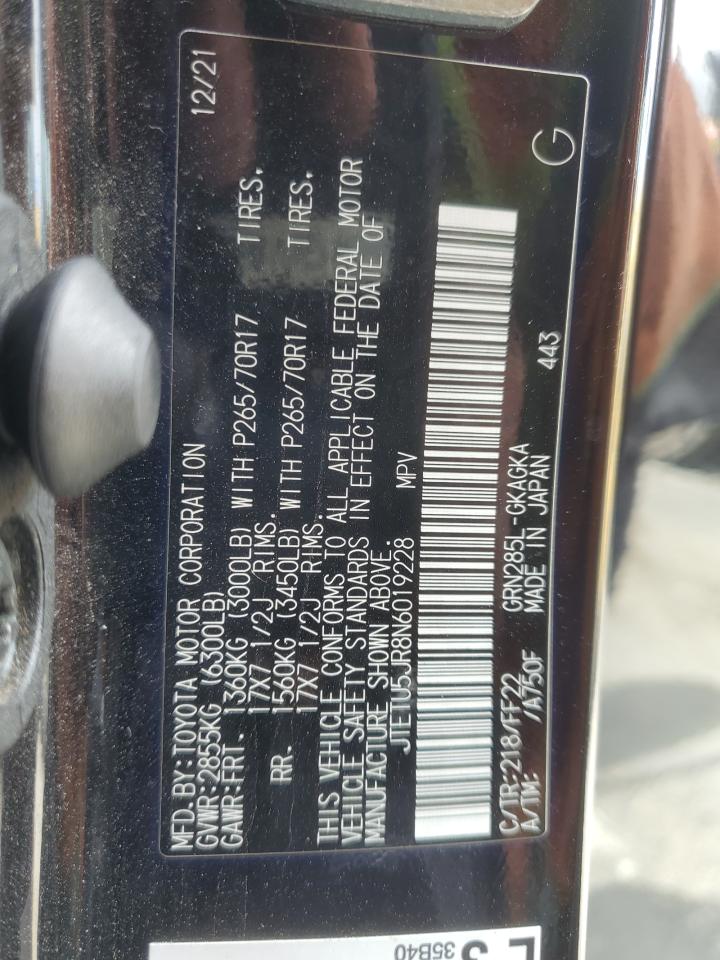 MFD.BY:TOYOTA MOTOR CORPORATION 12/21
GVWR:2855KG (6300LB)
GAWR:FRT. 1360KG (3000LB) WITH P265/70R17 TIRES,
17X7 1/2J RIMS.
RR. 1560KG (3450LB) WITH P265/70R17 TIRES,
17X7 1/2J RIMS.
THIS VEHICLE CONFORMS TO ALL APPLICABLE FEDERAL MOTOR
VEHICLE SAFETY STANDARDS IN EFFECT ON THE DATE OF
MANUFACTURE SHOWN ABOVE.
JTETU5JR8N6019228 MPV
C/TR:218/FF22 GRN285L-GKAGKA
A/TM: /A750F MADE IN JAPAN 443 G
35B40